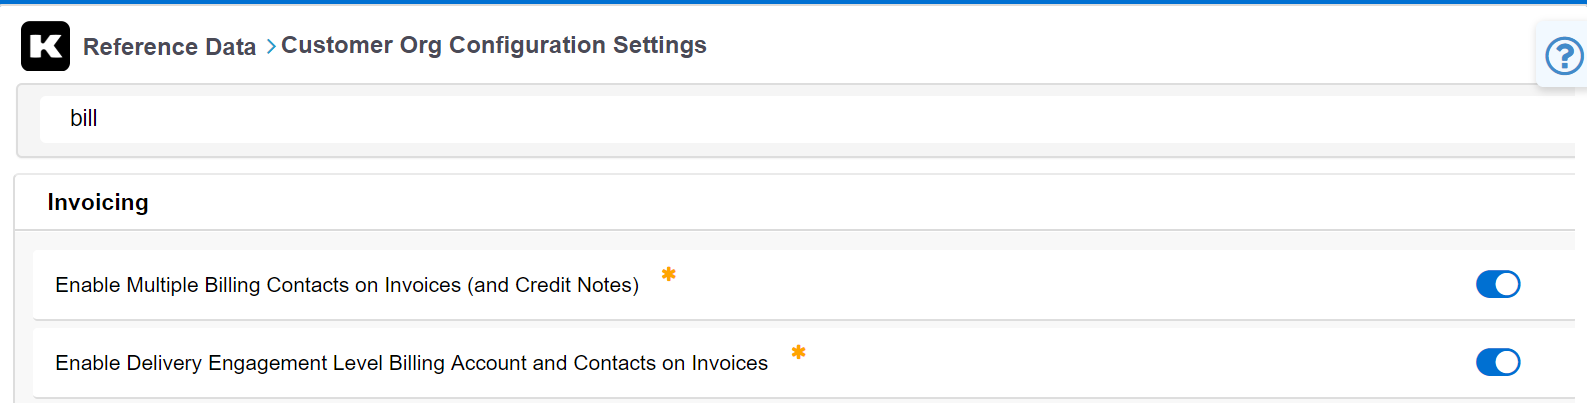 K Reference Data > Customer Org Configuration Settings
?
bill
Invoicing
Enable Multiple Billing Contacts on Invoices (and Credit Notes) *
Enable Delivery Engagement Level Billing Account and Contacts on Invoices *